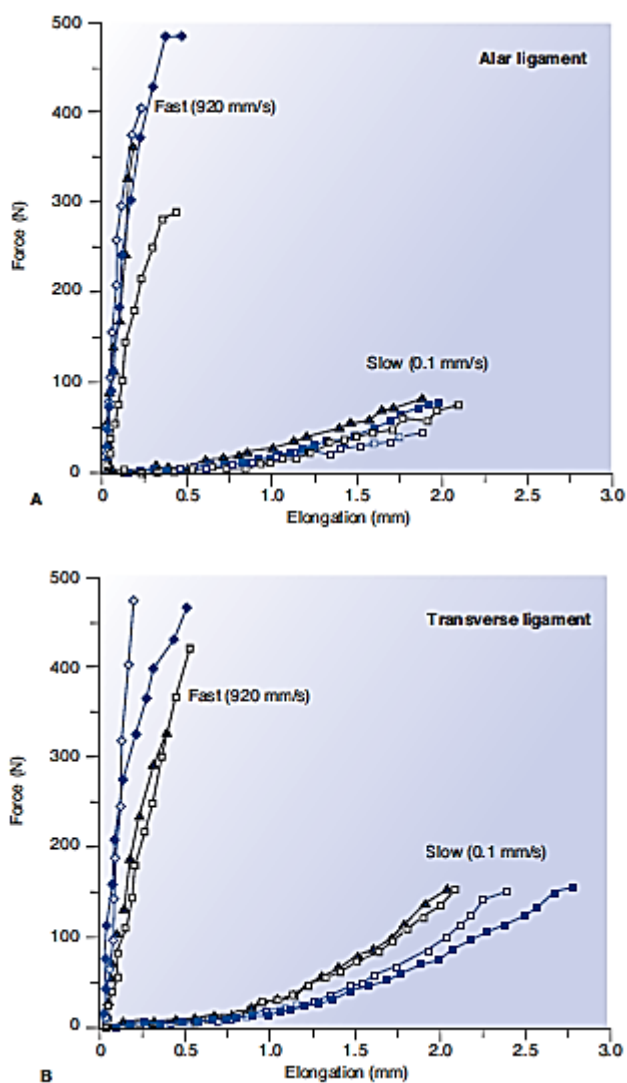 500
Alar ligament
Fast (920 mm/s)
400
300
Force (N)
200
Slow (0.1 mm/s)
100
0
0 0.5 1.0 1.5 2.0 2.5 3.0
A
Elongation (mm)
500
Transverse ligament
400
Fast (920 mm/s)
300
Force (N)
200
Slow (0.1 mm/s)
100
0
0 0.5 1.0 1.5 2.0 2.5 3.0
B
Elongation (mm)